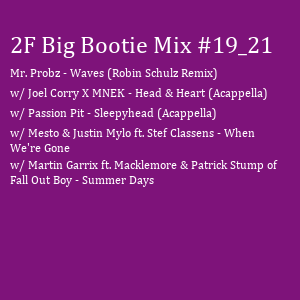 2F Big Bootie Mix #19_21
Mr. Probz - Waves (Robin Schulz Remix)
w/ Joel Corry X MNEK - Head & Heart (Acappella)
w/ Passion Pit - Sleepyhead (Acappella)
w/ Mesto & Justin Mylo ft. Stef Classens - When
We're Gone
w/ Martin Garrix ft. Macklemore & Patrick Stump of
Fall Out Boy - Summer Days